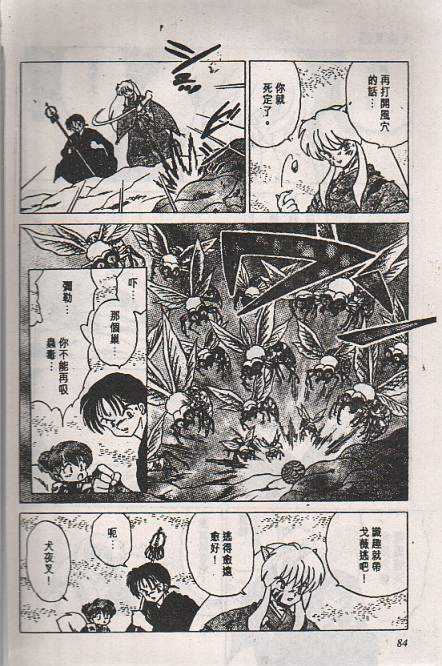 再打開風穴
的話…
你就
死定了。
吓…
那個巢…
彌勒…
你不能再吸
蟲毒…
識趣就帶
戈薇逃吧！
逃得愈遠
愈好！
呃…
犬夜叉！
84